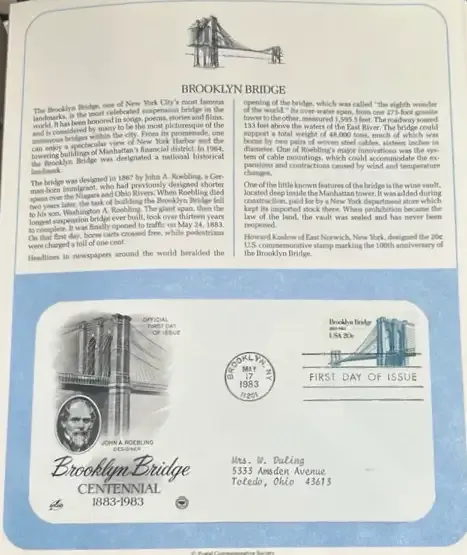 BROOKLYN BRIDGE
The Brooklyn Bridge, one of New York City's most famous
landmarks, is the most celebrated suspension bridge in the
world. It has been honored in songs, poems, stories and films,
and is considered by many to be the most picturesque of the
numerous bridges within the city. From its promenade, one
can enjoy a spectacular view of New York Harbor and the
towering buildings of Manhattan's financial district. In 1964,
the Brooklyn Bridge was designated a national historical
landmark.
The bridge was designed in 1867 by John A. Roebling, a Ger-
man-born immigrant, who had previously designed shorter
spans over the Niagara and Ohio Rivers. When Roebling died
two years later, the task of building the Brooklyn Bridge fell
to his son, Washington A. Roebling. The giant span, then the
longest suspension bridge ever built, took over thirteen years
to complete. It was finally opened to traffic on May 24, 1883.
On that first day, horse carts crossed free, while pedestrians
were charged a toll of one cent.
Headlines in newspapers around the world heralded the
opening of the bridge, which was called "the eighth wonder
of the world." Its over-water span, from one 273-foot granite
tower to the other, measured 1,595.5 feet. The roadway soared
133 feet above the waters of the East River. The bridge could
support a total weight of 48,000 tons, much of which was
borne by two pairs of woven steel cables, sixteen inches in
diameter. One of Roebling's major innovations was the sys-
tem of cable mountings, which could accommodate the ex-
pansions and contractions caused by wind and temperature
changes.
One of the little known features of the bridge is the wine vault,
located deep inside the Manhattan tower. It was added during
construction, paid for by a New York department store which
kept its imported stock there. When prohibition became the
law of the land, the vault was sealed and has never been
reopened.
Howard Koslow of East Norwich, New York, designed the 20¢
U.S. commemorative stamp marking the 100th anniversary of
the Brooklyn Bridge.
OFFICIAL
FIRST DAY
OF ISSUE
JOHN A. ROEBLING
DESIGNER
Brooklyn Bridge
CENTENNIAL
1883-1983
BROOKLYN, NY
MAY
17
1983
11201
Brooklyn Bridge
1883-1983
USA 20c
FIRST DAY OF ISSUE
Mrs. W. Duling
5333 Amsden Avenue
Toledo, Ohio 43613
© Postal Commemorative Society